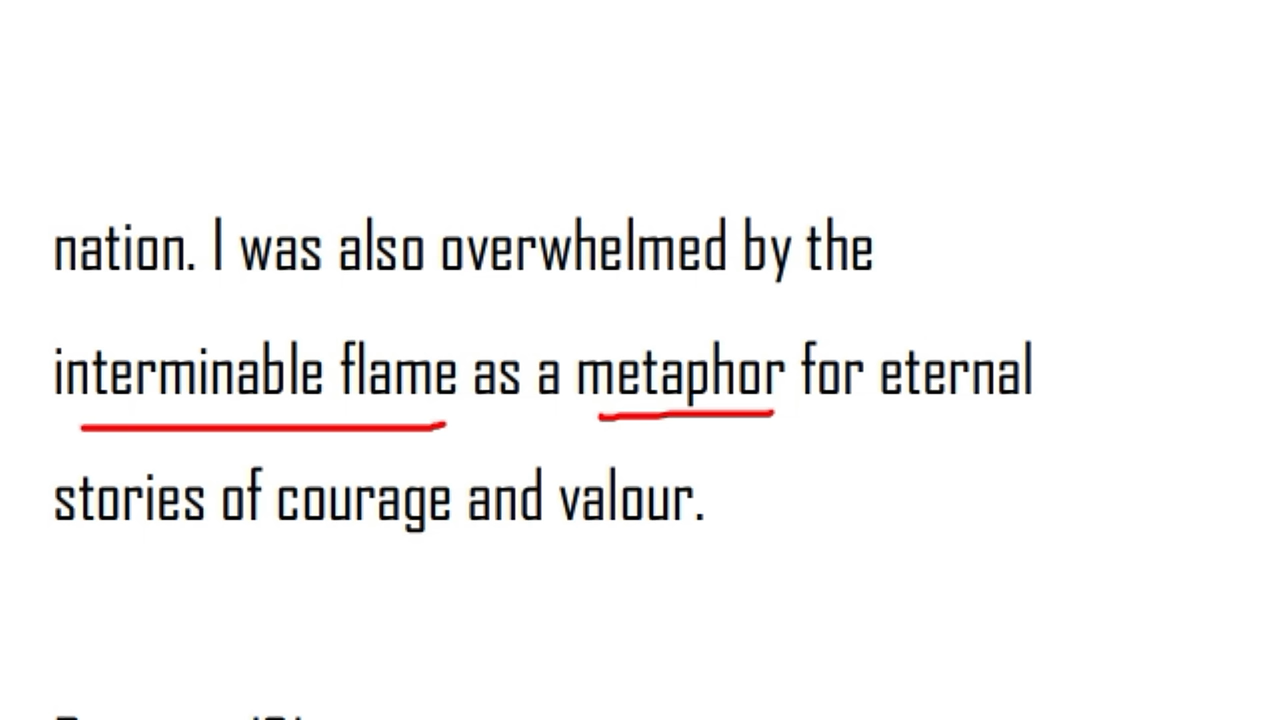 nation. I was also overwhelmed by the
interminable flame as a metaphor for eternal
stories of courage and valour.